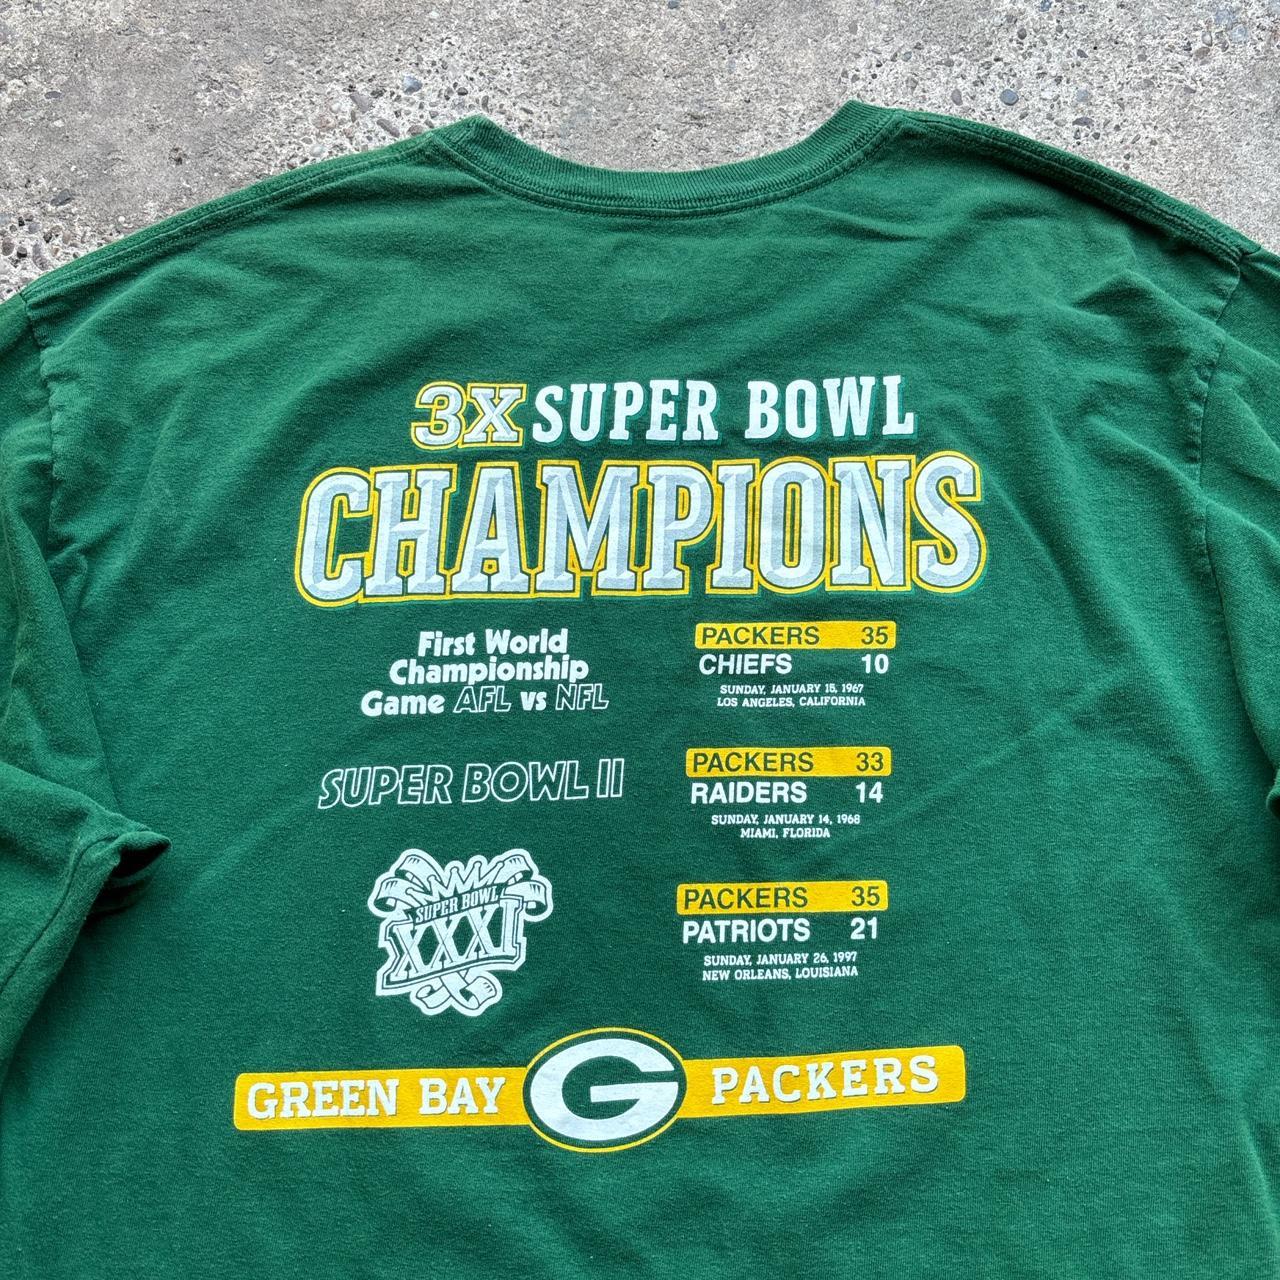 3X SUPER BOWL
CHAMPIONS
First World
Championship
Game AFL vs NFL
PACKERS 35
CHIEFS 10
SUNDAY, JANUARY 15, 1967
LOS ANGELES, CALIFORNIA
SUPER BOWL II
PACKERS 33
RAIDERS 14
SUNDAY, JANUARY 14, 1968
MIAMI, FLORIDA
SUPER BOWL
XXXI
PACKERS 35
PATRIOTS 21
SUNDAY, JANUARY 26, 1997
NEW ORLEANS, LOUISIANA
GREEN BAY G PACKERS